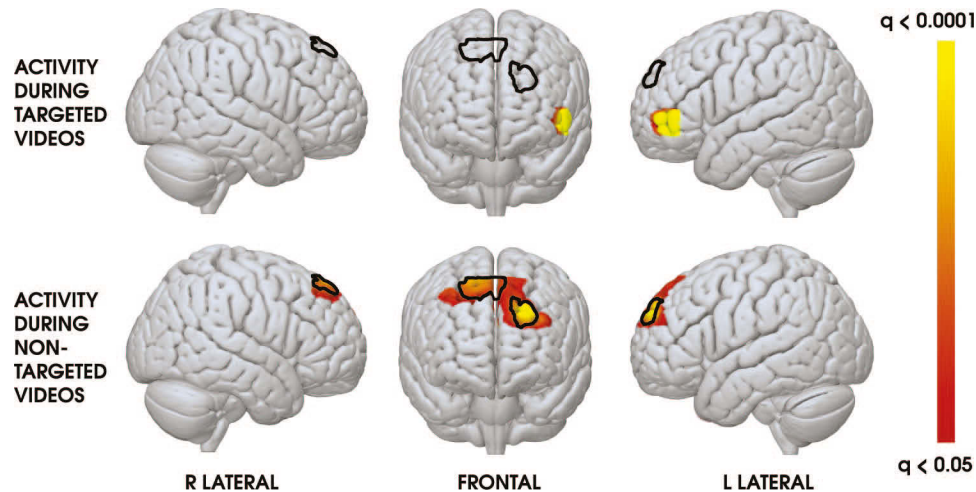 q < 0.0001
ACTIVITY
DURING
TARGETED
VIDEOS
ACTIVITY
DURING
NON-
TARGETED
VIDEOS
q < 0.05
R LATERAL
FRONTAL
L LATERAL